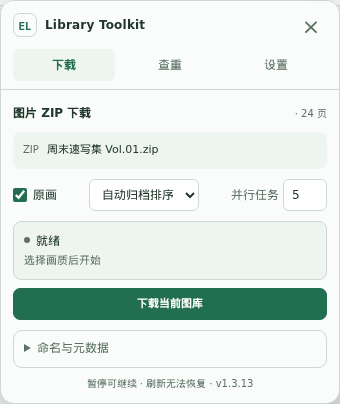 EL Library Toolkit ×
下载 查重 设置
图片 ZIP 下载 · 24 页
ZIP 周末速写集 Vol.01.zip
原画 自动归档排序 并行任务 5
就绪
选择画质后开始
下载当前图库
命名与元数据
暂停可继续 · 刷新无法恢复 · v1.3.13